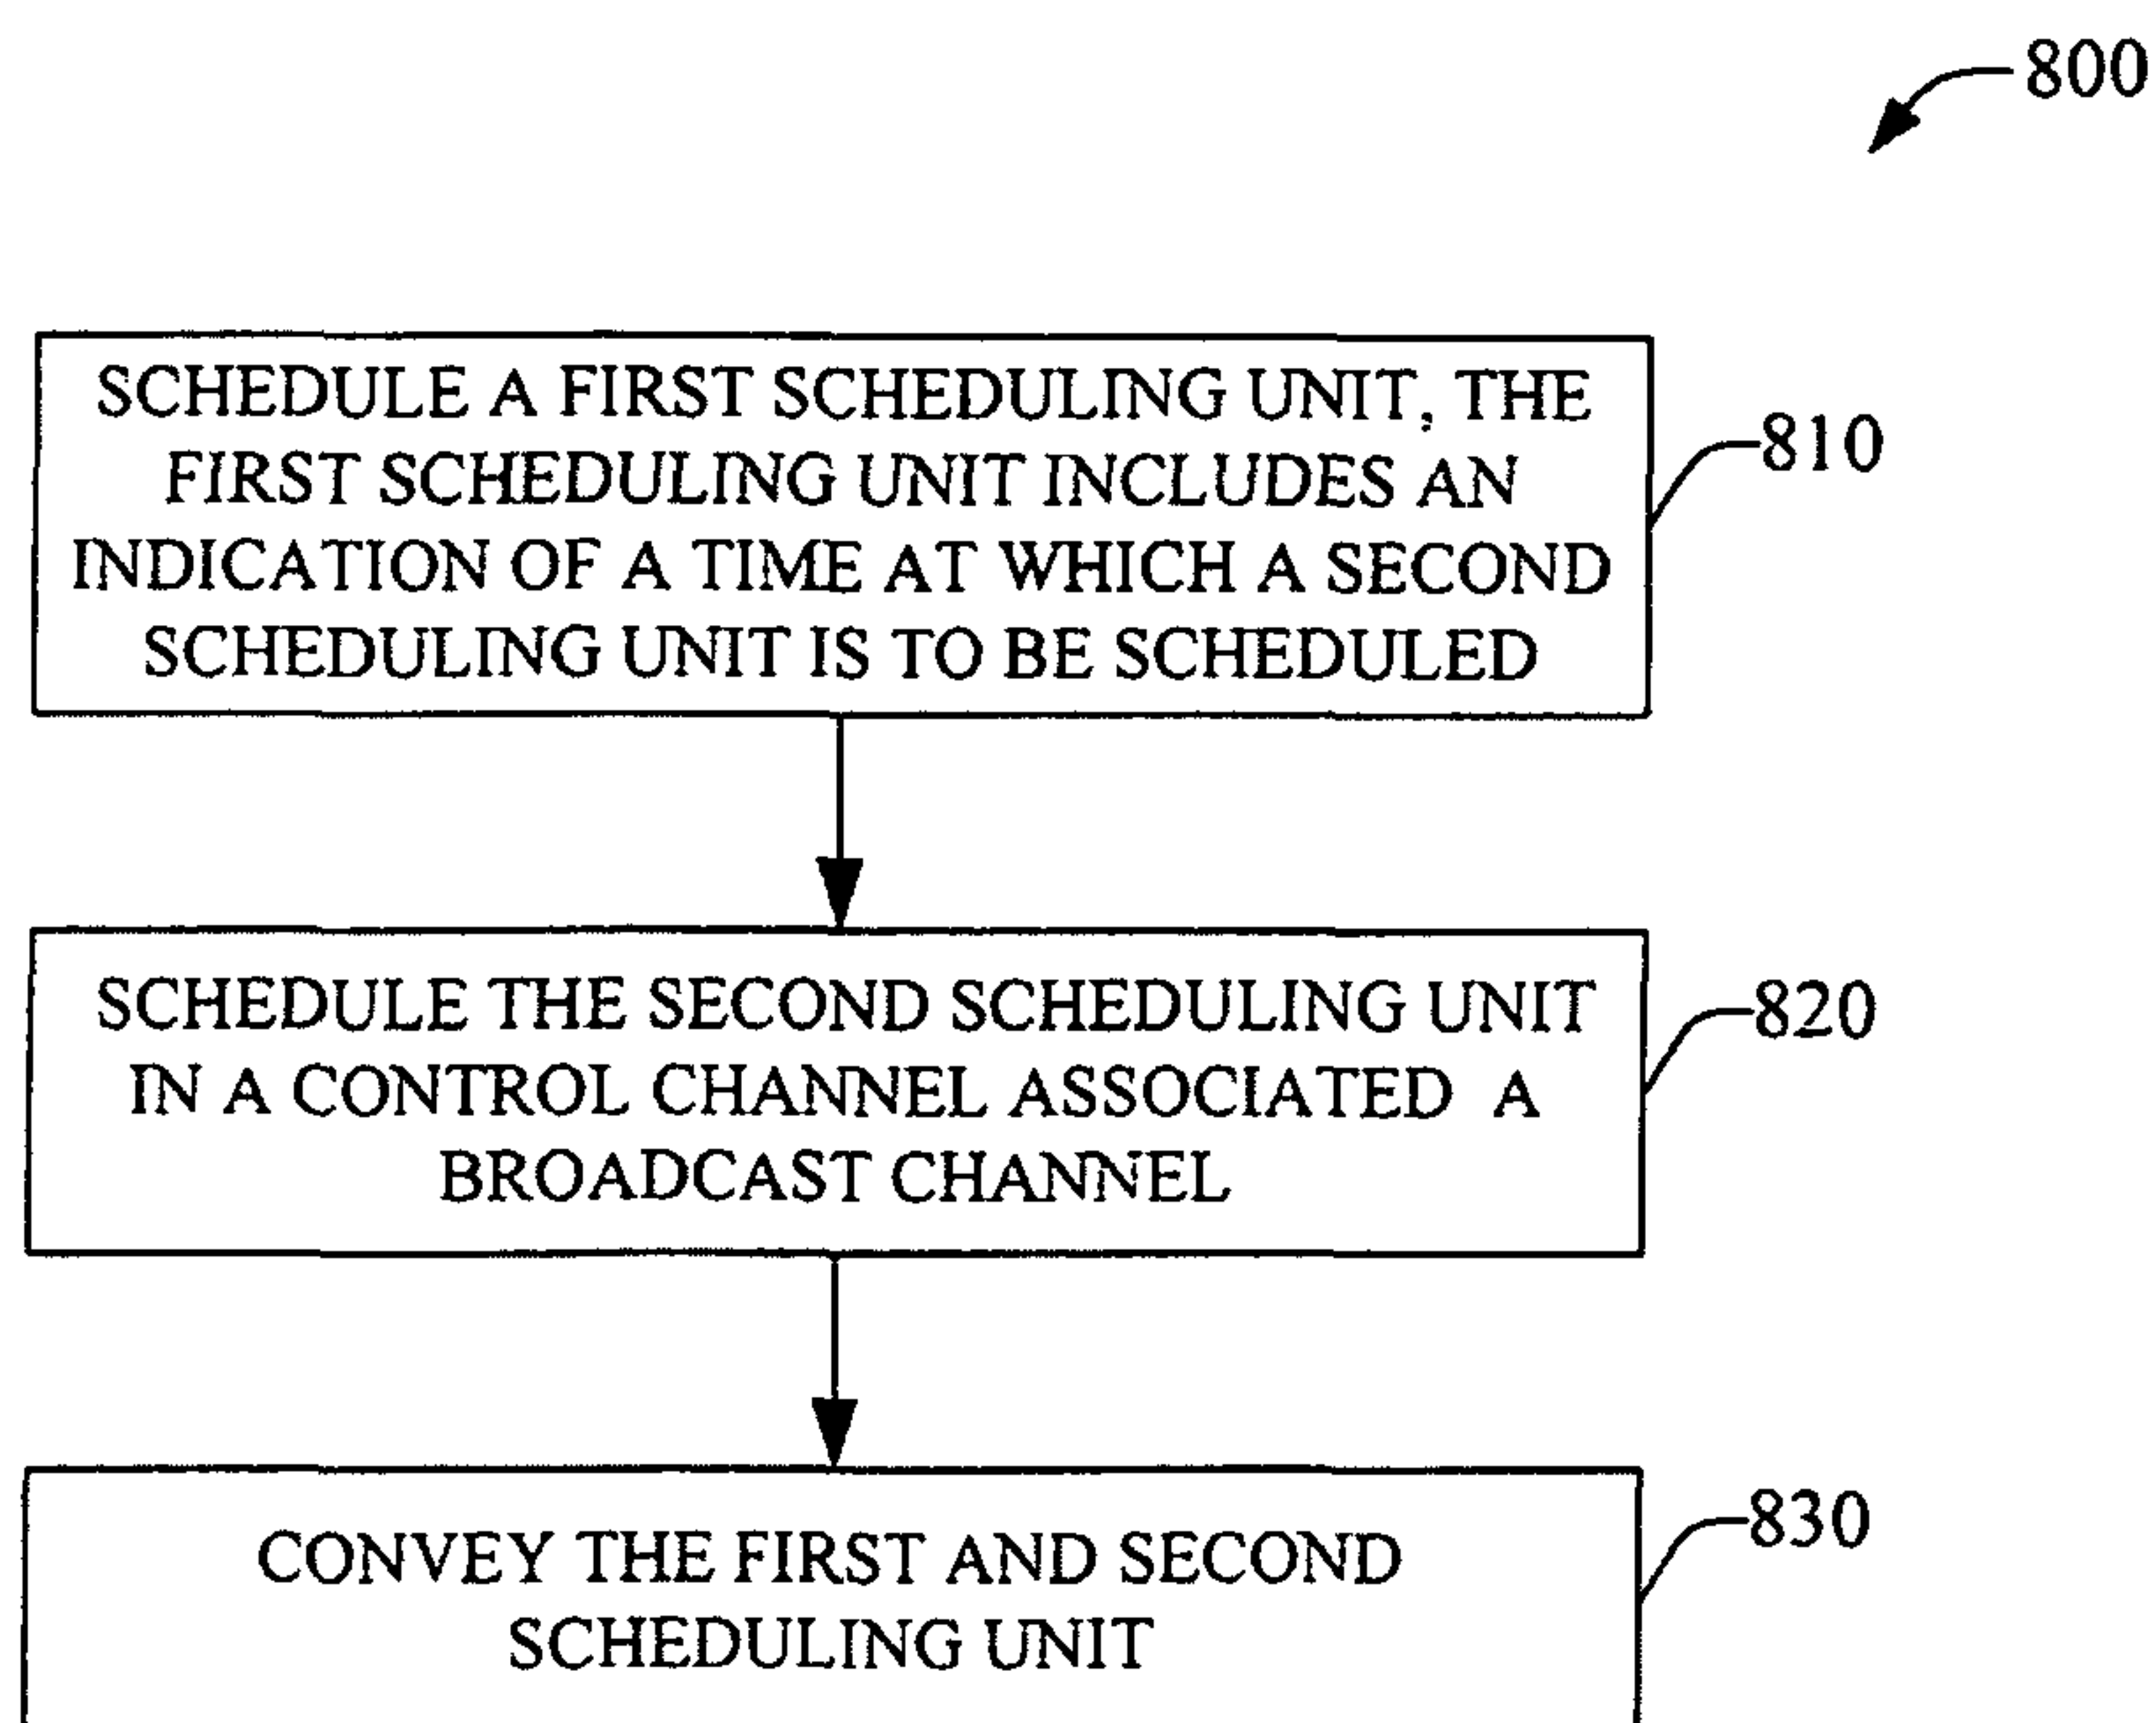 800
SCHEDULE A FIRST SCHEDULING UNIT, THE
FIRST SCHEDULING UNIT INCLUDES AN
INDICATION OF A TIME AT WHICH A SECOND
SCHEDULING UNIT IS TO BE SCHEDULED
810
SCHEDULE THE SECOND SCHEDULING UNIT
IN A CONTROL CHANNEL ASSOCIATED A
BROADCAST CHANNEL
820
CONVEY THE FIRST AND SECOND
SCHEDULING UNIT
830